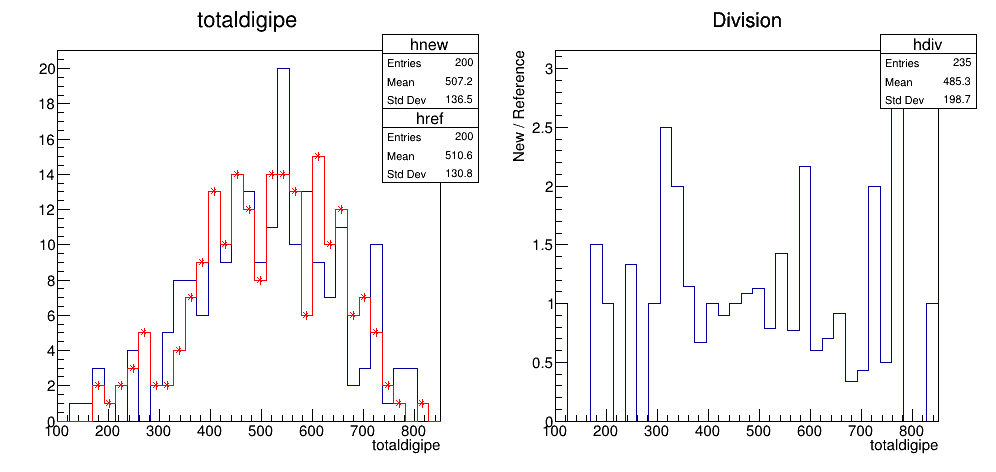 totaldigipe
hnew
Entries 200
Mean 507.2
Std Dev 136.5
href
Entries 200
Mean 510.6
Std Dev 130.8
20
18
16
14
12
10
8
6
4
2
0
100 200 300 400 500 600 700 800
totaldigipe
Division
hdiv
Entries 235
Mean 485.3
Std Dev 198.7
New / Reference
3
2.5
2
1.5
1
0.5
0
100 200 300 400 500 600 700 800
totaldigipe